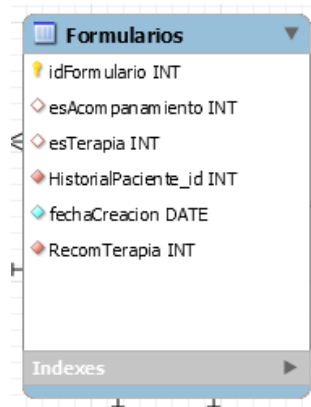 Formularios
idFormulario INT
esAcompanamiento INT
esTerapia INT
HistorialPaciente_id INT
fechaCreacion DATE
RecomTerapia INT
Indexes